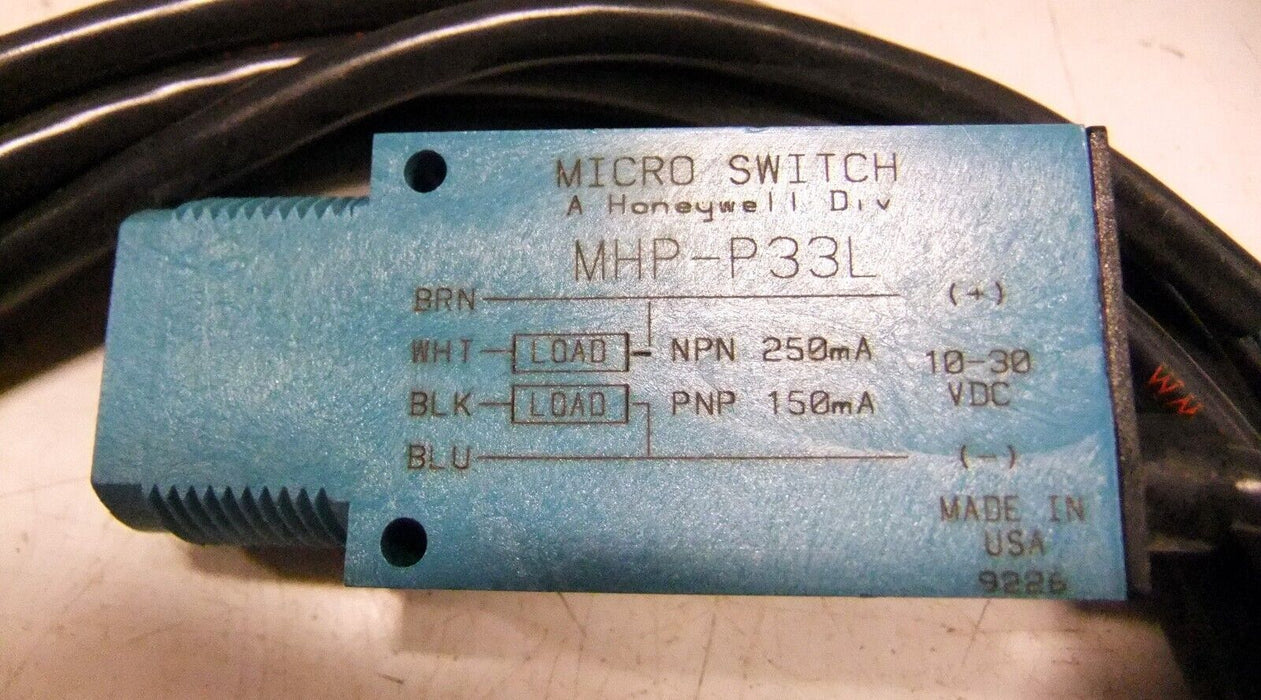 MICRO SWITCH
A Honeywell Div
MHP-P33L
BRN (+)
WHT LOAD NPN 250mA 10-30
BLK LOAD PNP 150mA VDC
BLU (-)
MADE IN
USA
9226